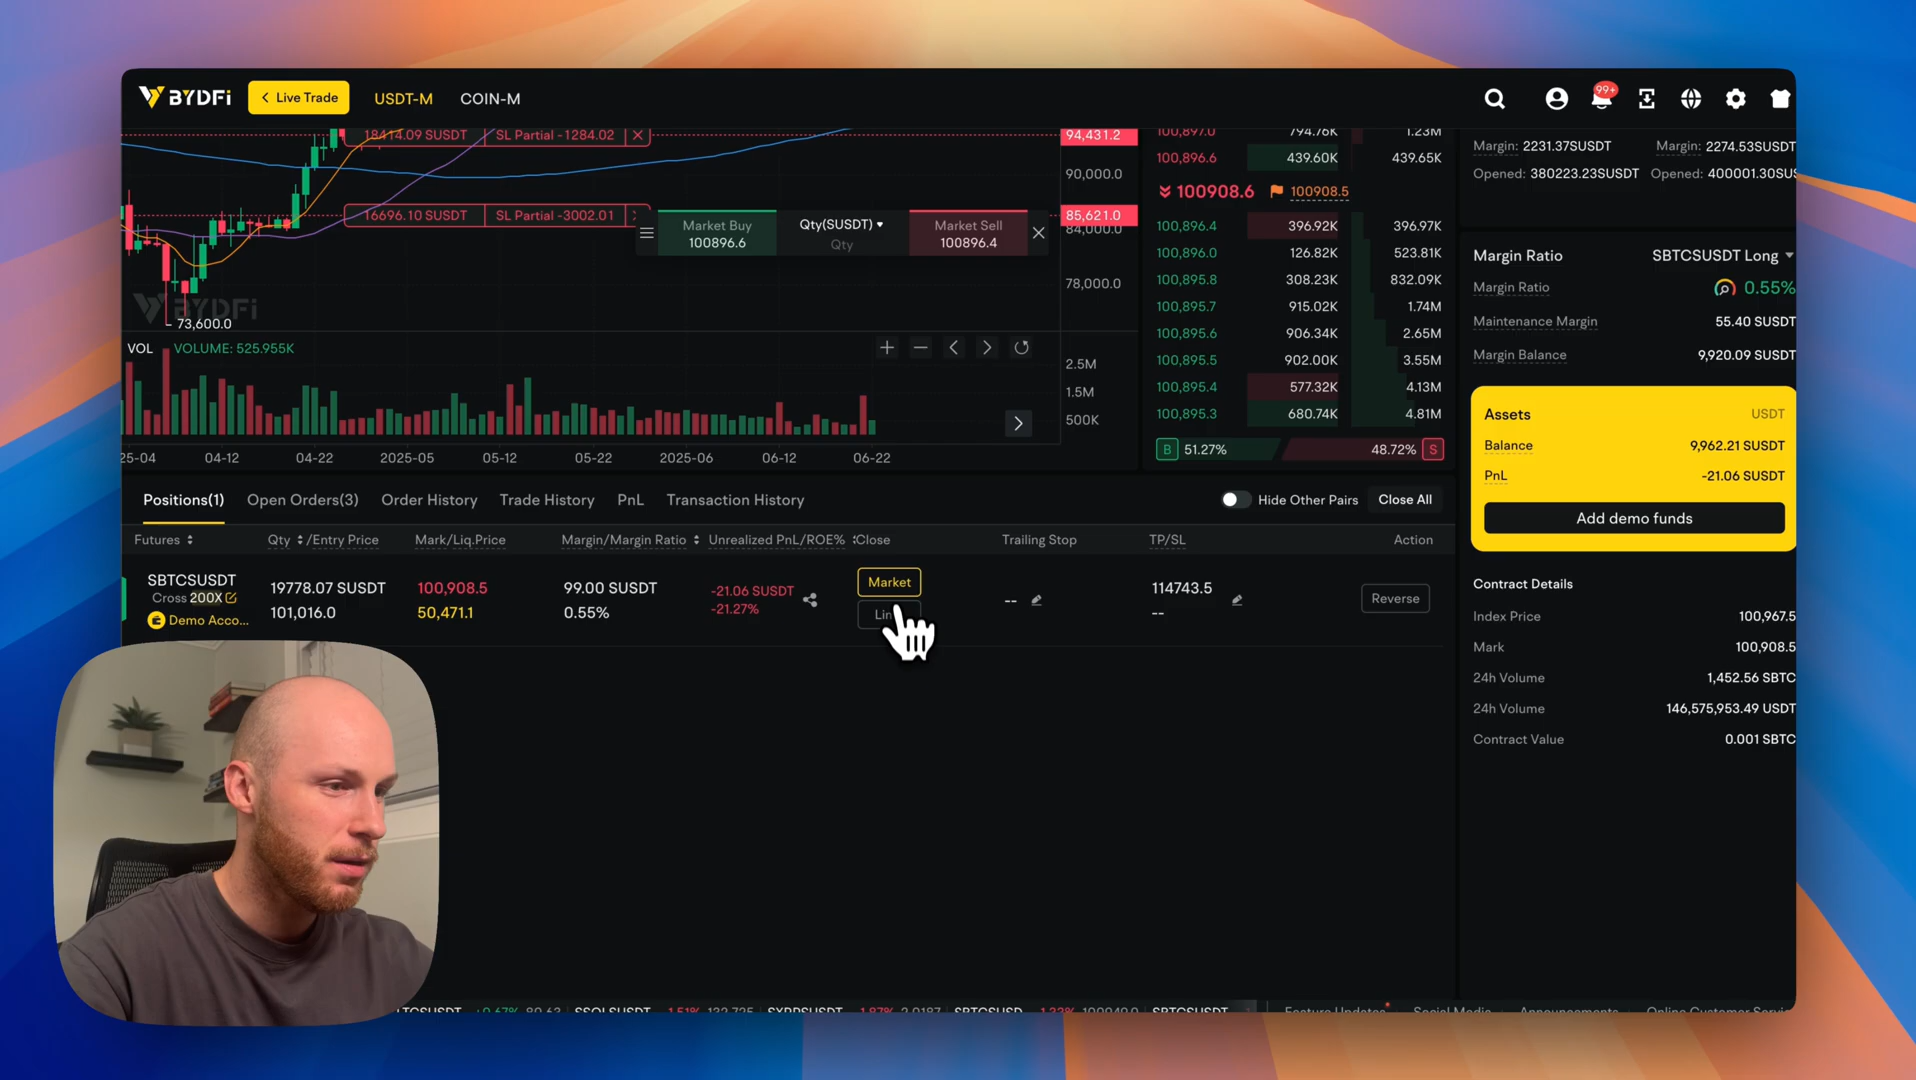 BYDFi
Live Trade
USDT-M
COIN-M
99+
18414.09 SUSDT
SL Partial -1284.02
16696.10 SUSDT
SL Partial -3002.01
94,431.2
90,000.0
85,621.0
84,000.0
78,000.0
Market Buy
100896.6
Qty(SUSDT)
Qty
Market Sell
100896.4
BYDFi
73,600.0
VOL
VOLUME: 525.955K
2.5M
1.5M
500K
04-12
04-22
2025-05
05-12
05-22
2025-06
06-12
06-22
100,897.0 794.76K 1.23M
100,896.6 439.60K 439.65K
100908.6
100908.5
100,896.4 396.92K 396.97K
100,896.0 126.82K 523.81K
100,895.8 308.23K 832.09K
100,895.7 915.02K 1.74M
100,895.6 906.34K 2.65M
100,895.5 902.00K 3.55M
100,895.4 577.32K 4.13M
100,895.3 680.74K 4.81M
B 51.27%
48.72% S
Margin: 2231.37SUSDT
Margin: 2274.53SUSDT
Opened: 380223.23SUSDT
Opened: 400001.30SUS
Margin Ratio
SBTCSUSDT Long
Margin Ratio
0.55%
Maintenance Margin
55.40 SUSDT
Margin Balance
9,920.09 SUSDT
Assets
USDT
Balance
9,962.21 SUSDT
PnL
-21.06 SUSDT
Add demo funds
Contract Details
Index Price
100,967.5
Mark
100,908.5
24h Volume
1,452.56 SBTC
24h Volume
146,575,953.49 USDT
Contract Value
0.001 SBTC
Positions(1)
Open Orders(3)
Order History
Trade History
PnL
Transaction History
Hide Other Pairs
Close All
Futures
Qty /Entry Price
Mark/Liq.Price
Margin/Margin Ratio
Unrealized PnL/ROE%
Close
Trailing Stop
TP/SL
Action
SBTCSUSDT
Cross 200X
Demo Acco...
19778.07 SUSDT
101,016.0
100,908.5
50,471.1
99.00 SUSDT
0.55%
-21.06 SUSDT
-21.27%
Market
--
114743.5
--
Reverse